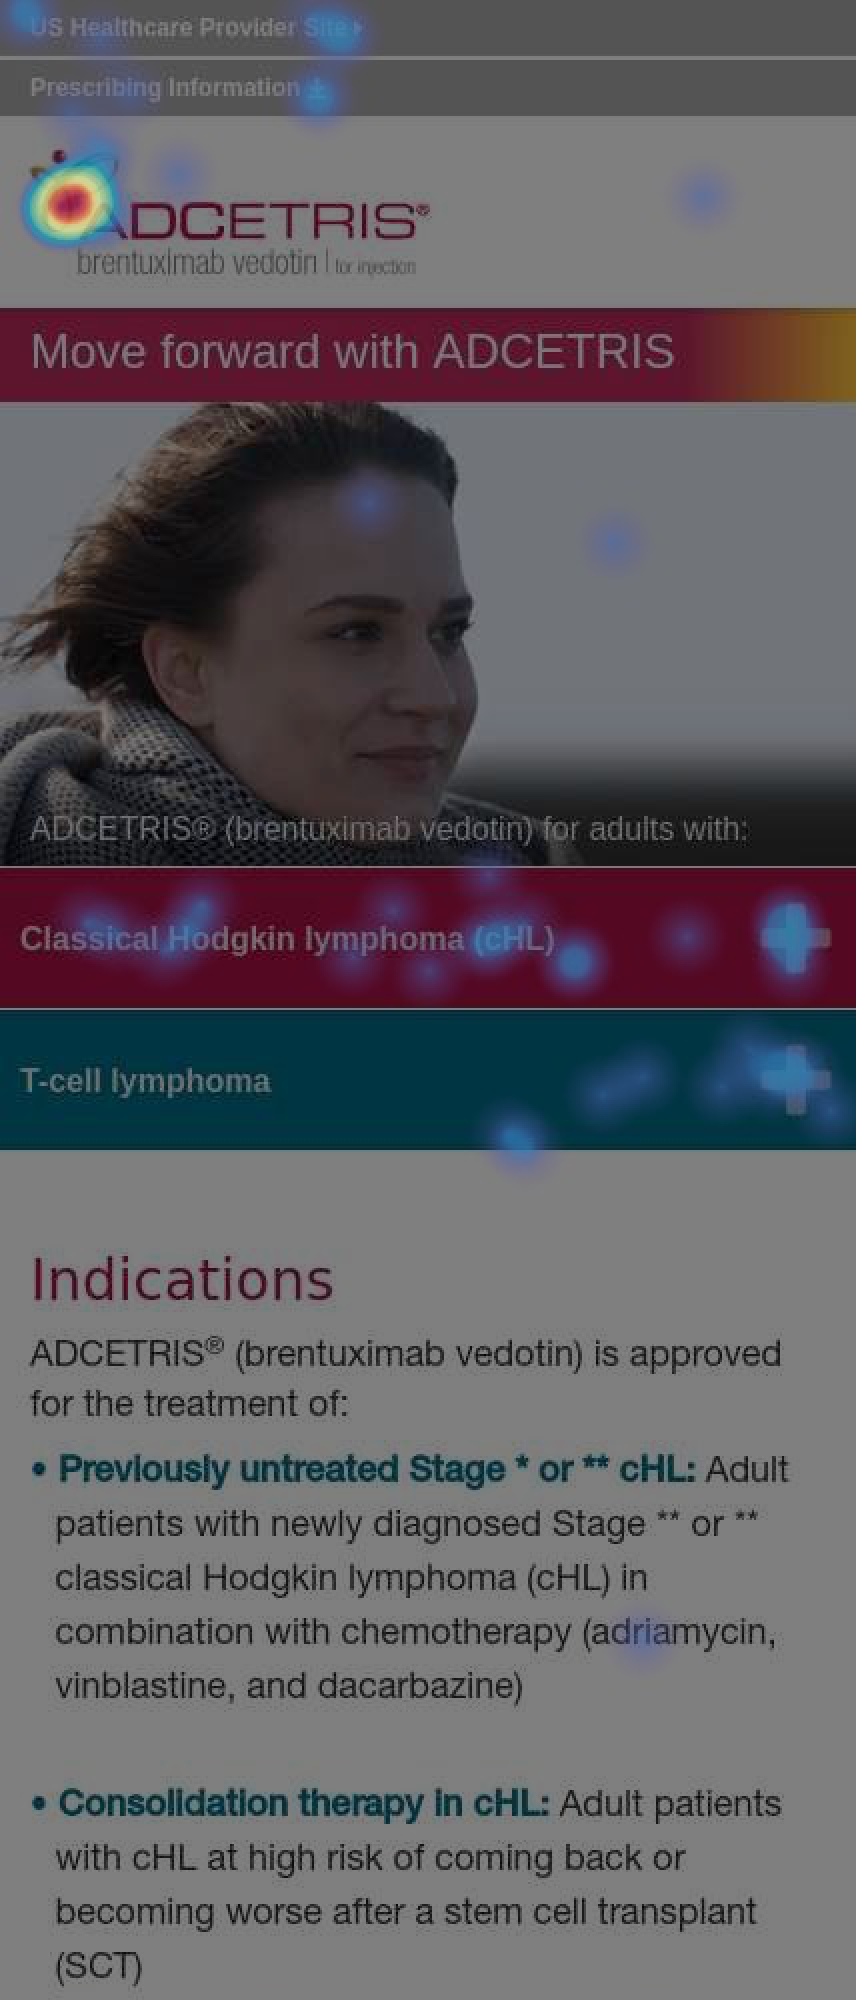 US Healthcare Provider Site
Prescribing Information
ADCETRIS®
brentuximab vedotin | for injection
Move forward with ADCETRIS
ADCETRIS® (brentuximab vedotin) for adults with:
Classical Hodgkin lymphoma (cHL)
T-cell lymphoma
Indications
ADCETRIS® (brentuximab vedotin) is approved
for the treatment of:
• Previously untreated Stage * or ** cHL: Adult
patients with newly diagnosed Stage ** or **
classical Hodgkin lymphoma (cHL) in
combination with chemotherapy (adriamycin,
vinblastine, and dacarbazine)
• Consolidation therapy in cHL: Adult patients
with cHL at high risk of coming back or
becoming worse after a stem cell transplant
(SCT)